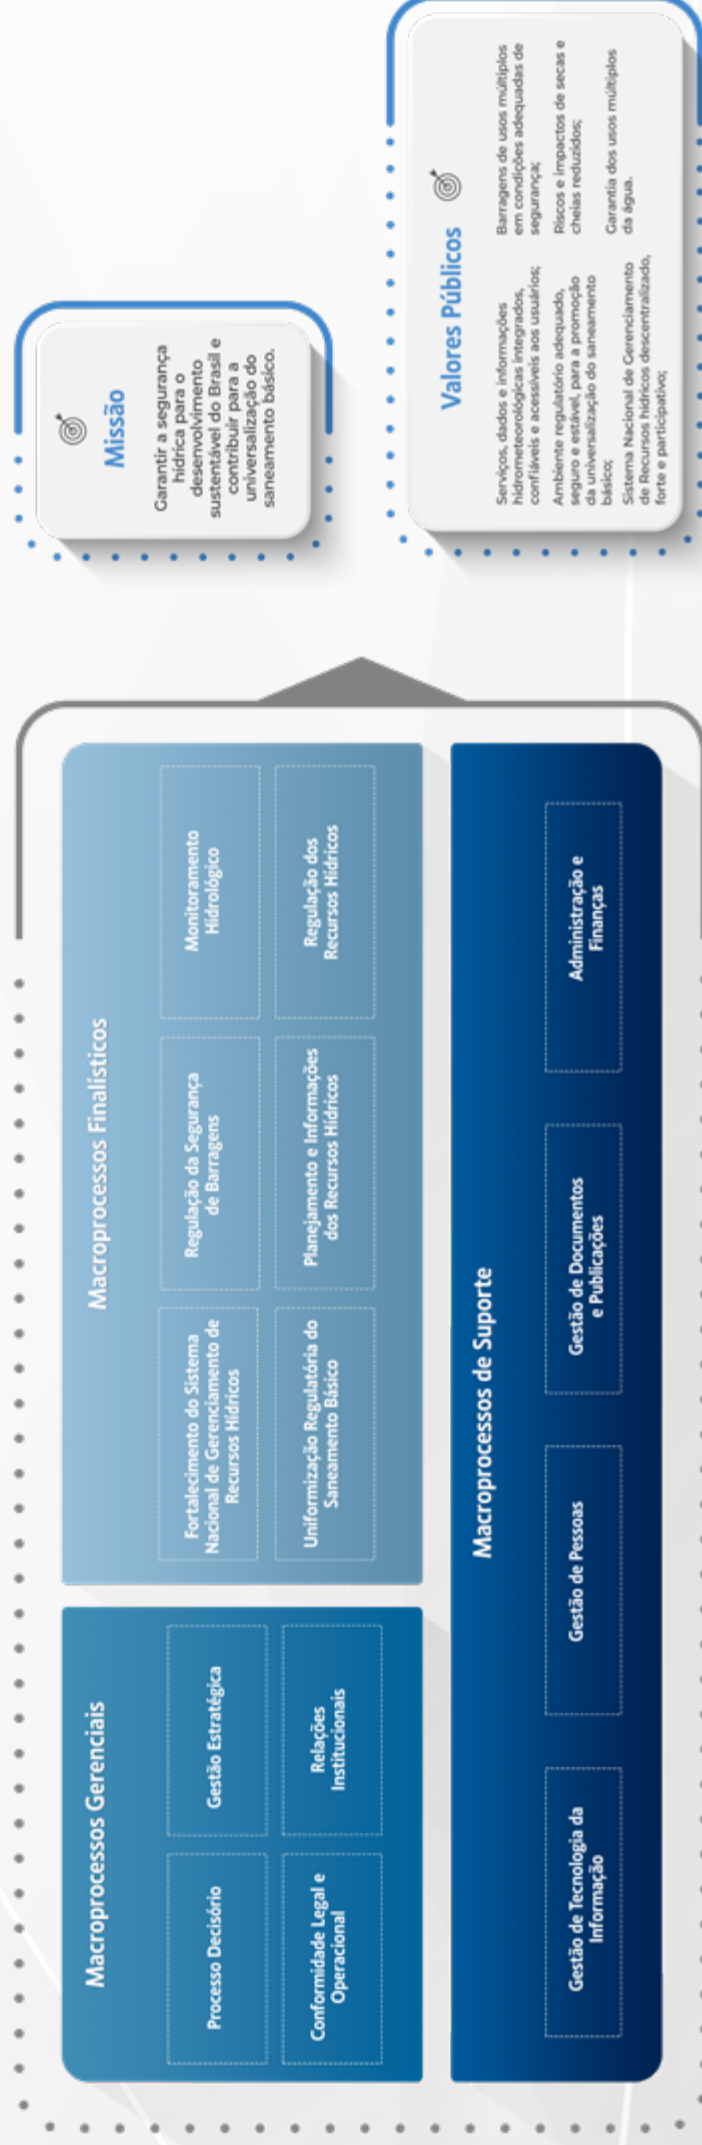 Macroprocessos Gerenciais
Processo Decisório
Gestão Estratégica
Conformidade Legal e
Operacional
Relações
Institucionais
Macroprocessos Finalísticos
Fortalecimento do Sistema
Nacional de Gerenciamento de
Recursos Hídricos
Regulação da Segurança
de Barragens
Monitoramento
Hidrológico
Uniformização Regulatória do
Saneamento Básico
Planejamento e Informações
dos Recursos Hídricos
Regulação dos
Recursos Hídricos
Macroprocessos de Suporte
Gestão de Tecnologia da
Informação
Gestão de Pessoas
Gestão de Documentos
e Publicações
Administração e
Finanças
Missão
Garantir a segurança
hídrica para o
desenvolvimento
sustentável do Brasil e
contribuir para a
universialização do
saneamento básico.
Valores Públicos
Serviços, dados e informações
hidrometeorológicas integrados,
confiáveis e acessíveis aos usuários;
Ambiente regulatório adequado,
seguro e estável, para a promoção
da universialização do saneamento
básico;
Sistema Nacional de Gerenciamento
de Recursos hídricos descentralizado,
forte e participativo;
Barragens de usos múltiplos
em condições adequadas de
segurança;
Riscos e impactos de secas e
cheias reduzidos;
Garantia dos usos múltiplos
da água.